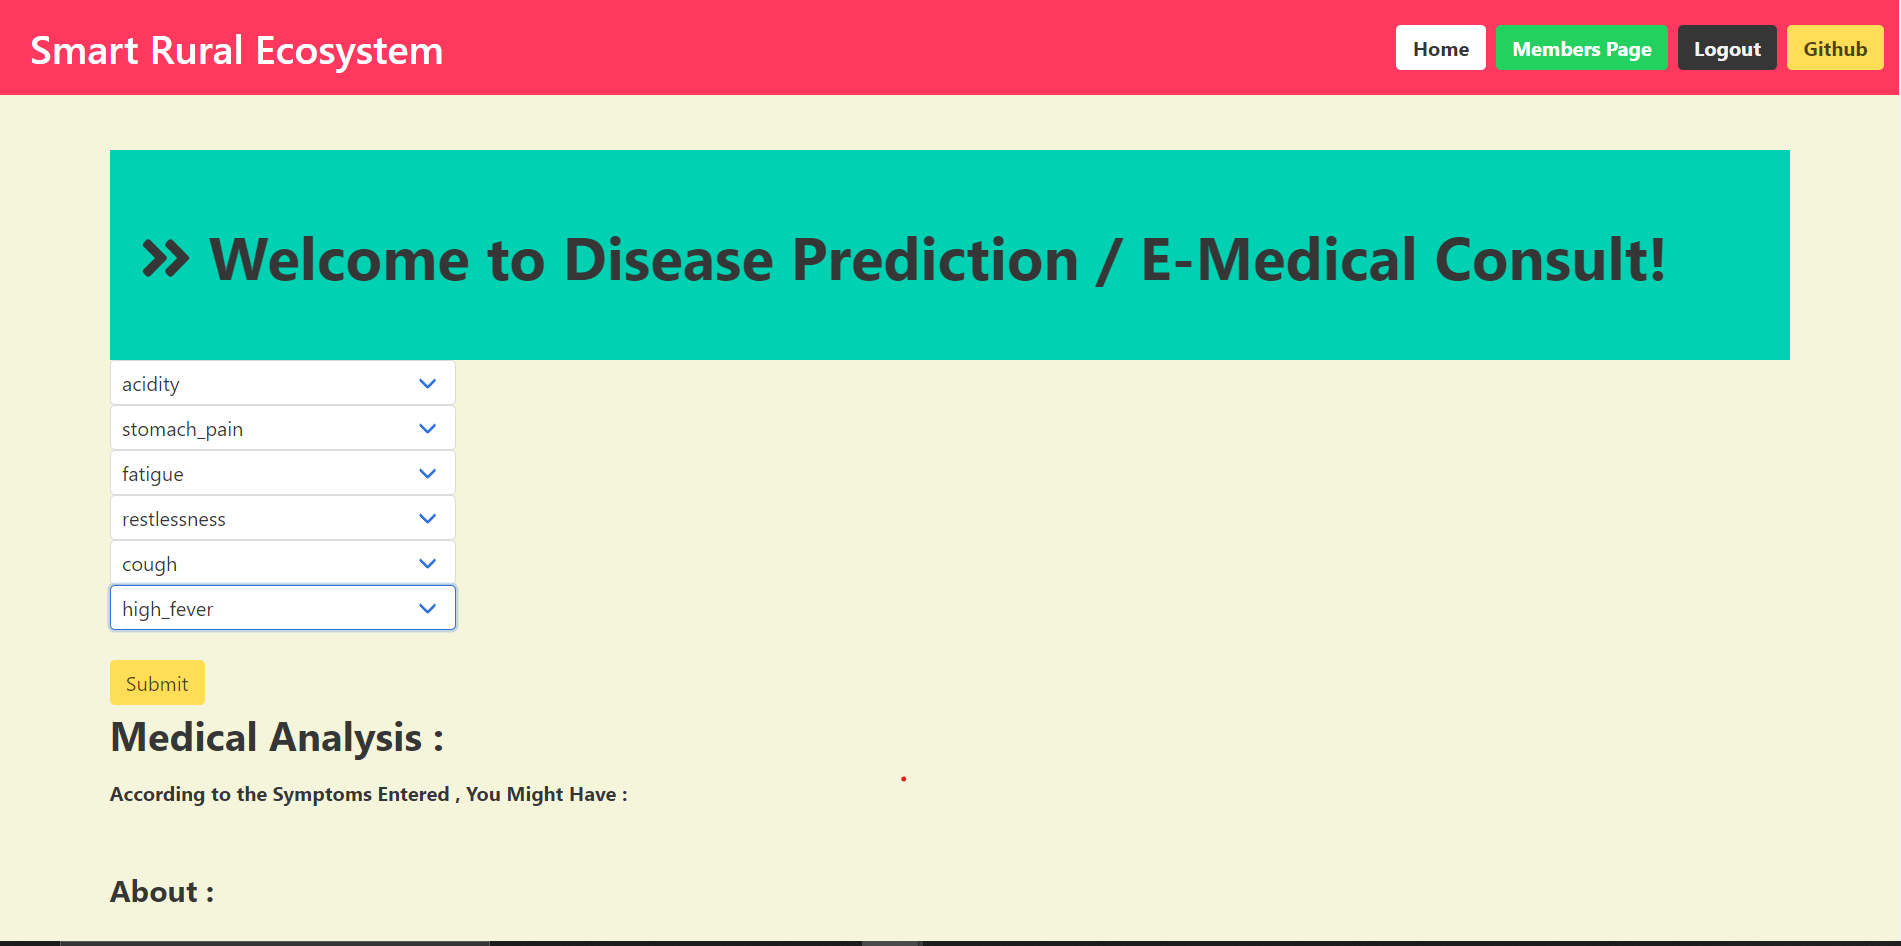 Smart Rural Ecosystem
Home Members Page Logout Github
Welcome to Disease Prediction / E-Medical Consult!
acidity
stomach_pain
fatigue
restlessness
cough
high_fever
Submit
Medical Analysis :
According to the Symptoms Entered , You Might Have :
About :